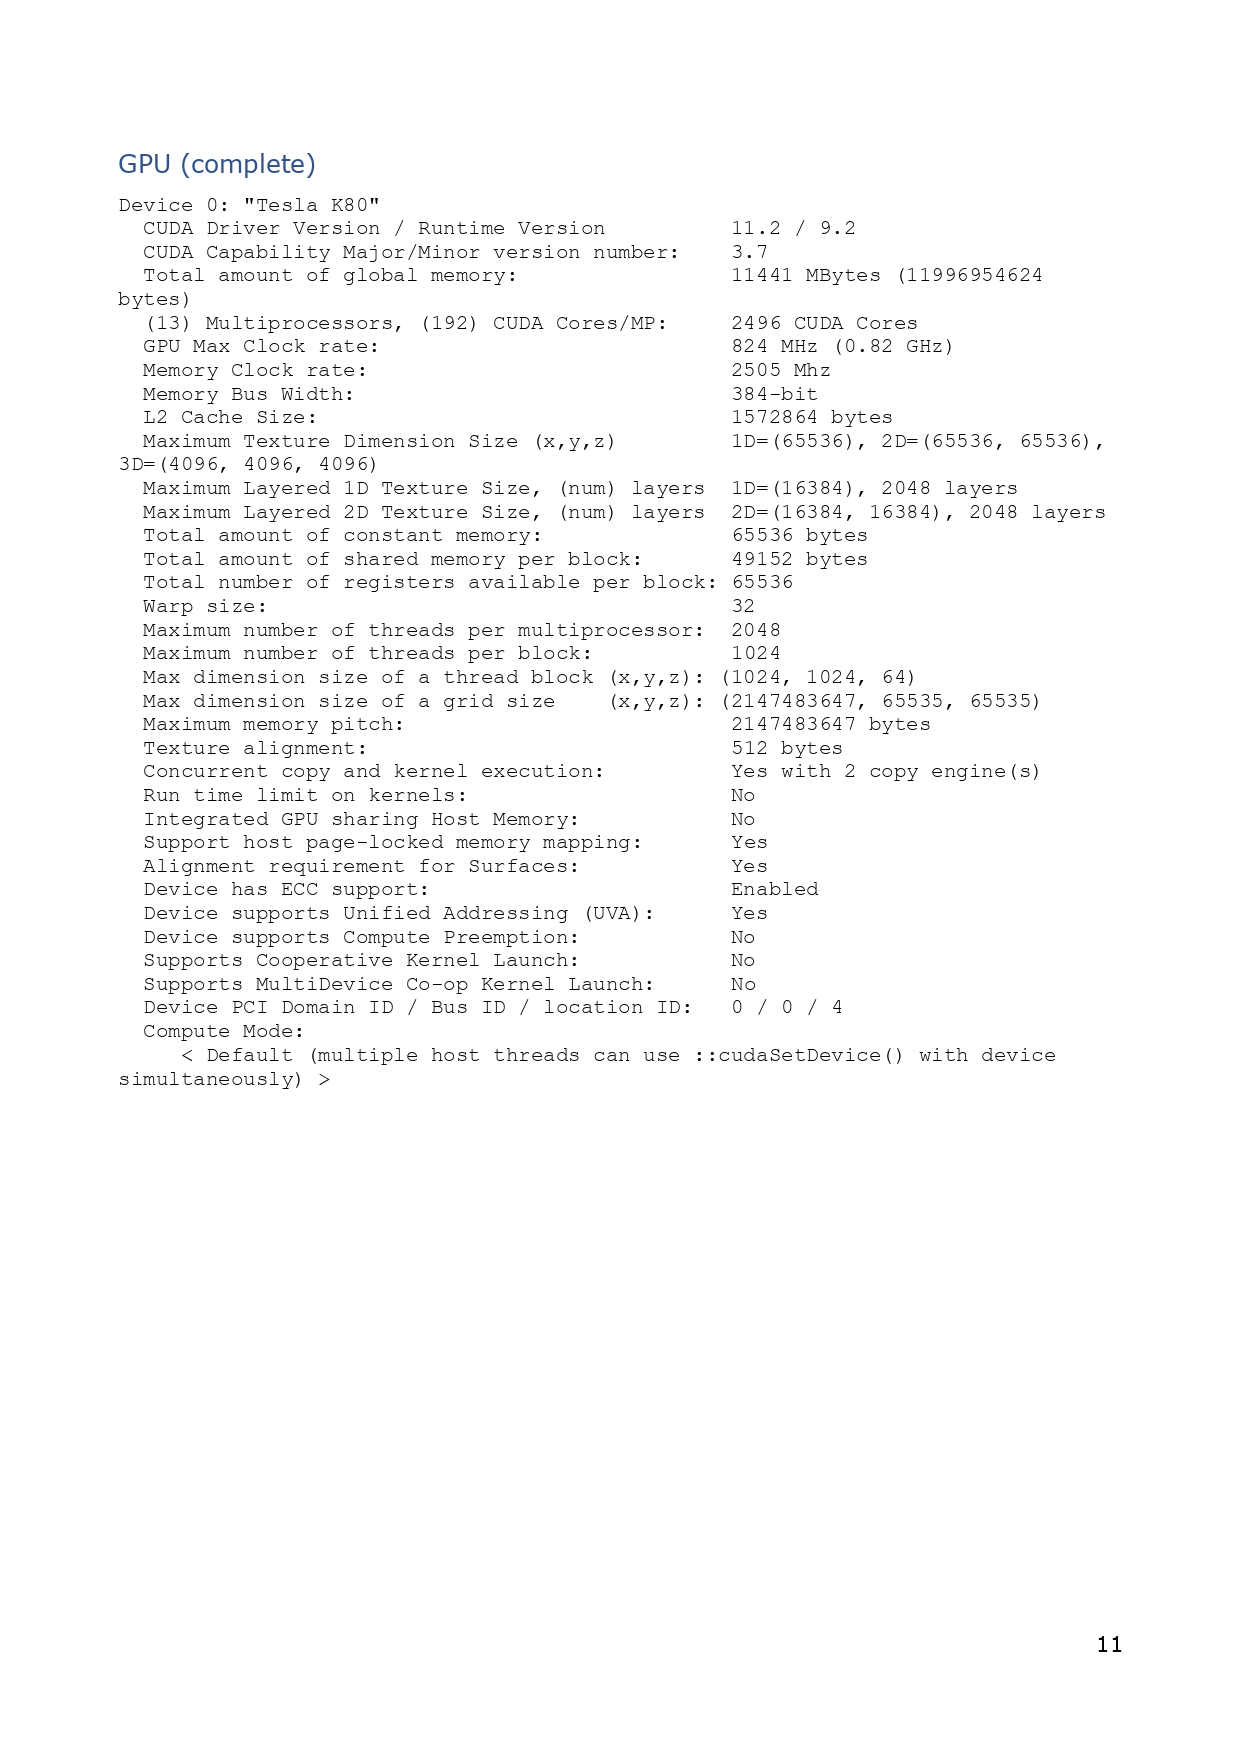 GPU (complete)
Device 0: "Tesla K80"
  CUDA Driver Version / Runtime Version          11.2 / 9.2
  CUDA Capability Major/Minor version number:    3.7
  Total amount of global memory:                 11441 MBytes (11996954624
bytes)
  (13) Multiprocessors, (192) CUDA Cores/MP:     2496 CUDA Cores
  GPU Max Clock rate:                            824 MHz (0.82 GHz)
  Memory Clock rate:                             2505 Mhz
  Memory Bus Width:                              384-bit
  L2 Cache Size:                                 1572864 bytes
  Maximum Texture Dimension Size (x,y,z)         1D=(65536), 2D=(65536, 65536),
3D=(4096, 4096, 4096)
  Maximum Layered 1D Texture Size, (num) layers  1D=(16384), 2048 layers
  Maximum Layered 2D Texture Size, (num) layers  2D=(16384, 16384), 2048 layers
  Total amount of constant memory:               65536 bytes
  Total amount of shared memory per block:       49152 bytes
  Total number of registers available per block: 65536
  Warp size:                                     32
  Maximum number of threads per multiprocessor:  2048
  Maximum number of threads per block:           1024
  Max dimension size of a thread block (x,y,z): (1024, 1024, 64)
  Max dimension size of a grid size    (x,y,z): (2147483647, 65535, 65535)
  Maximum memory pitch:                          2147483647 bytes
  Texture alignment:                             512 bytes
  Concurrent copy and kernel execution:          Yes with 2 copy engine(s)
  Run time limit on kernels:                     No
  Integrated GPU sharing Host Memory:            No
  Support host page-locked memory mapping:       Yes
  Alignment requirement for Surfaces:            Yes
  Device has ECC support:                        Enabled
  Device supports Unified Addressing (UVA):      Yes
  Device supports Compute Preemption:            No
  Supports Cooperative Kernel Launch:            No
  Supports MultiDevice Co-op Kernel Launch:      No
  Device PCI Domain ID / Bus ID / location ID:   0 / 0 / 4
  Compute Mode:
     < Default (multiple host threads can use ::cudaSetDevice() with device
simultaneously) >
11